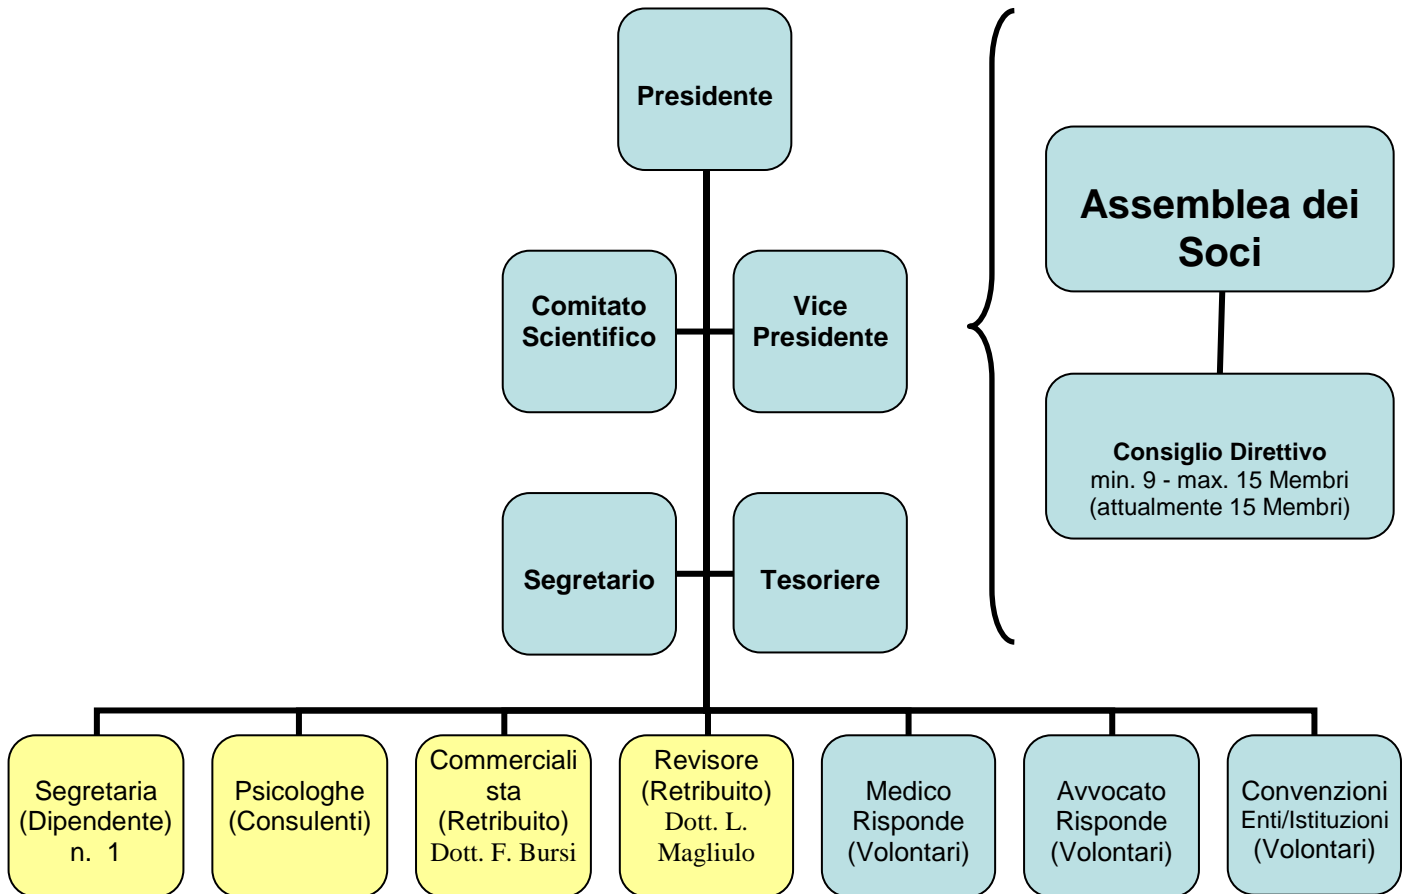 Presidente
Assemblea dei
Soci
Comitato
Scientifico
Vice
Presidente
Consiglio Direttivo
min. 9 - max. 15 Membri
(attualmente 15 Membri)
Segretario
Tesoriere
Segretaria
(Dipendente)
n. 1
Psicologhe
(Consulenti)
Commerciali
sta
(Retribuito)
Dott. F. Bursi
Revisore
(Retribuito)
Dott. L.
Magliulo
Medico
Risponde
(Volontari)
Avvocato
Risponde
(Volontari)
Convenzioni
Enti/Istituzioni
(Volontari)